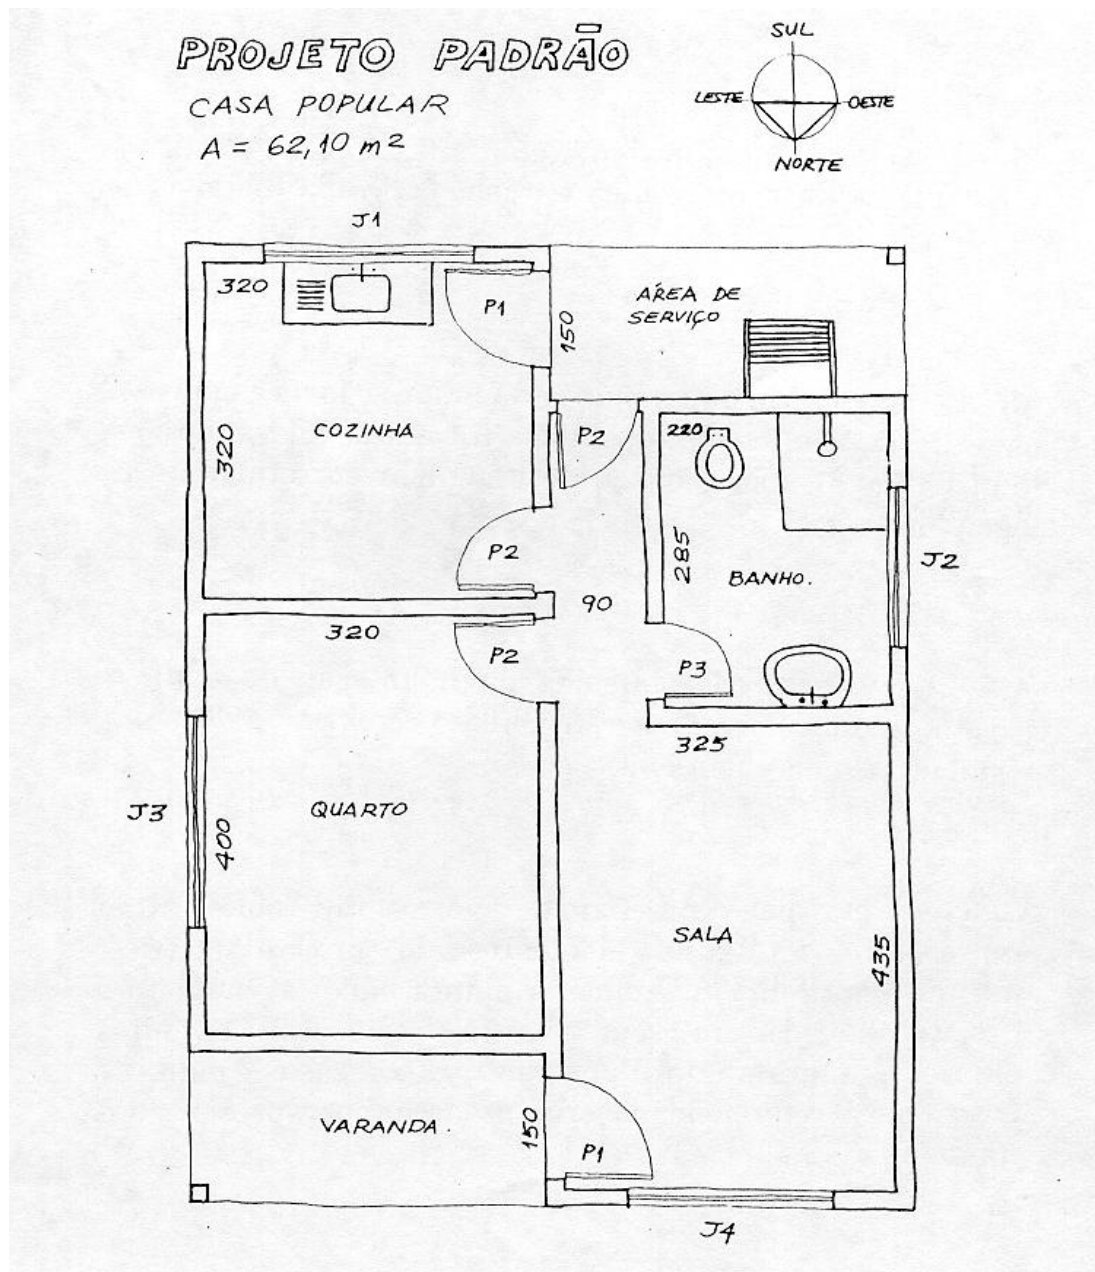 PROJETO PADRÃO
CASA POPULAR
A = 62,10 m²
SUL
LESTE
OESTE
NORTE
J1
320
P1
ÁREA DE
SERVIÇO
150
320
COZINHA
P2
220
P2
285
BANHO.
J2
90
320
P2
P3
325
J3
QUARTO
400
SALA
435
VARANDA.
150
P1
J4